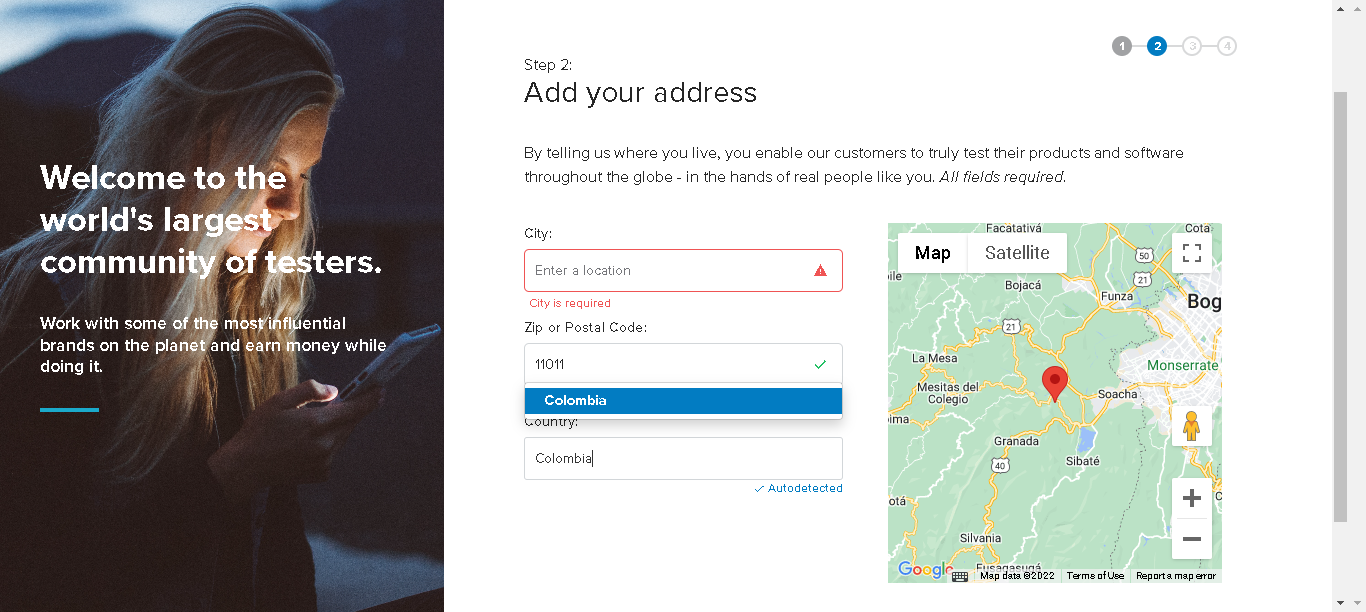 Welcome to the
world's largest
community of testers.
Work with some of the most influential
brands on the planet and earn money while
doing it.
1 2 3 4
Step 2:
Add your address
By telling us where you live, you enable our customers to truly test their products and software
throughout the globe - in the hands of real people like you. All fields required.
City:
Enter a location
City is required
Zip or Postal Code:
11011
Colombia
Country:
Colombia
Autodetected
Map Satellite
Facatativá
Cota
50
21
Bojacá
Funza
Bog
21
La Mesa
Monserrate
Mesitas del
Colegio
Soacha
Granada
Sibaté
40
Silvania
Fusagasugá
Google
Map data ©2022 Terms of Use Report a map error